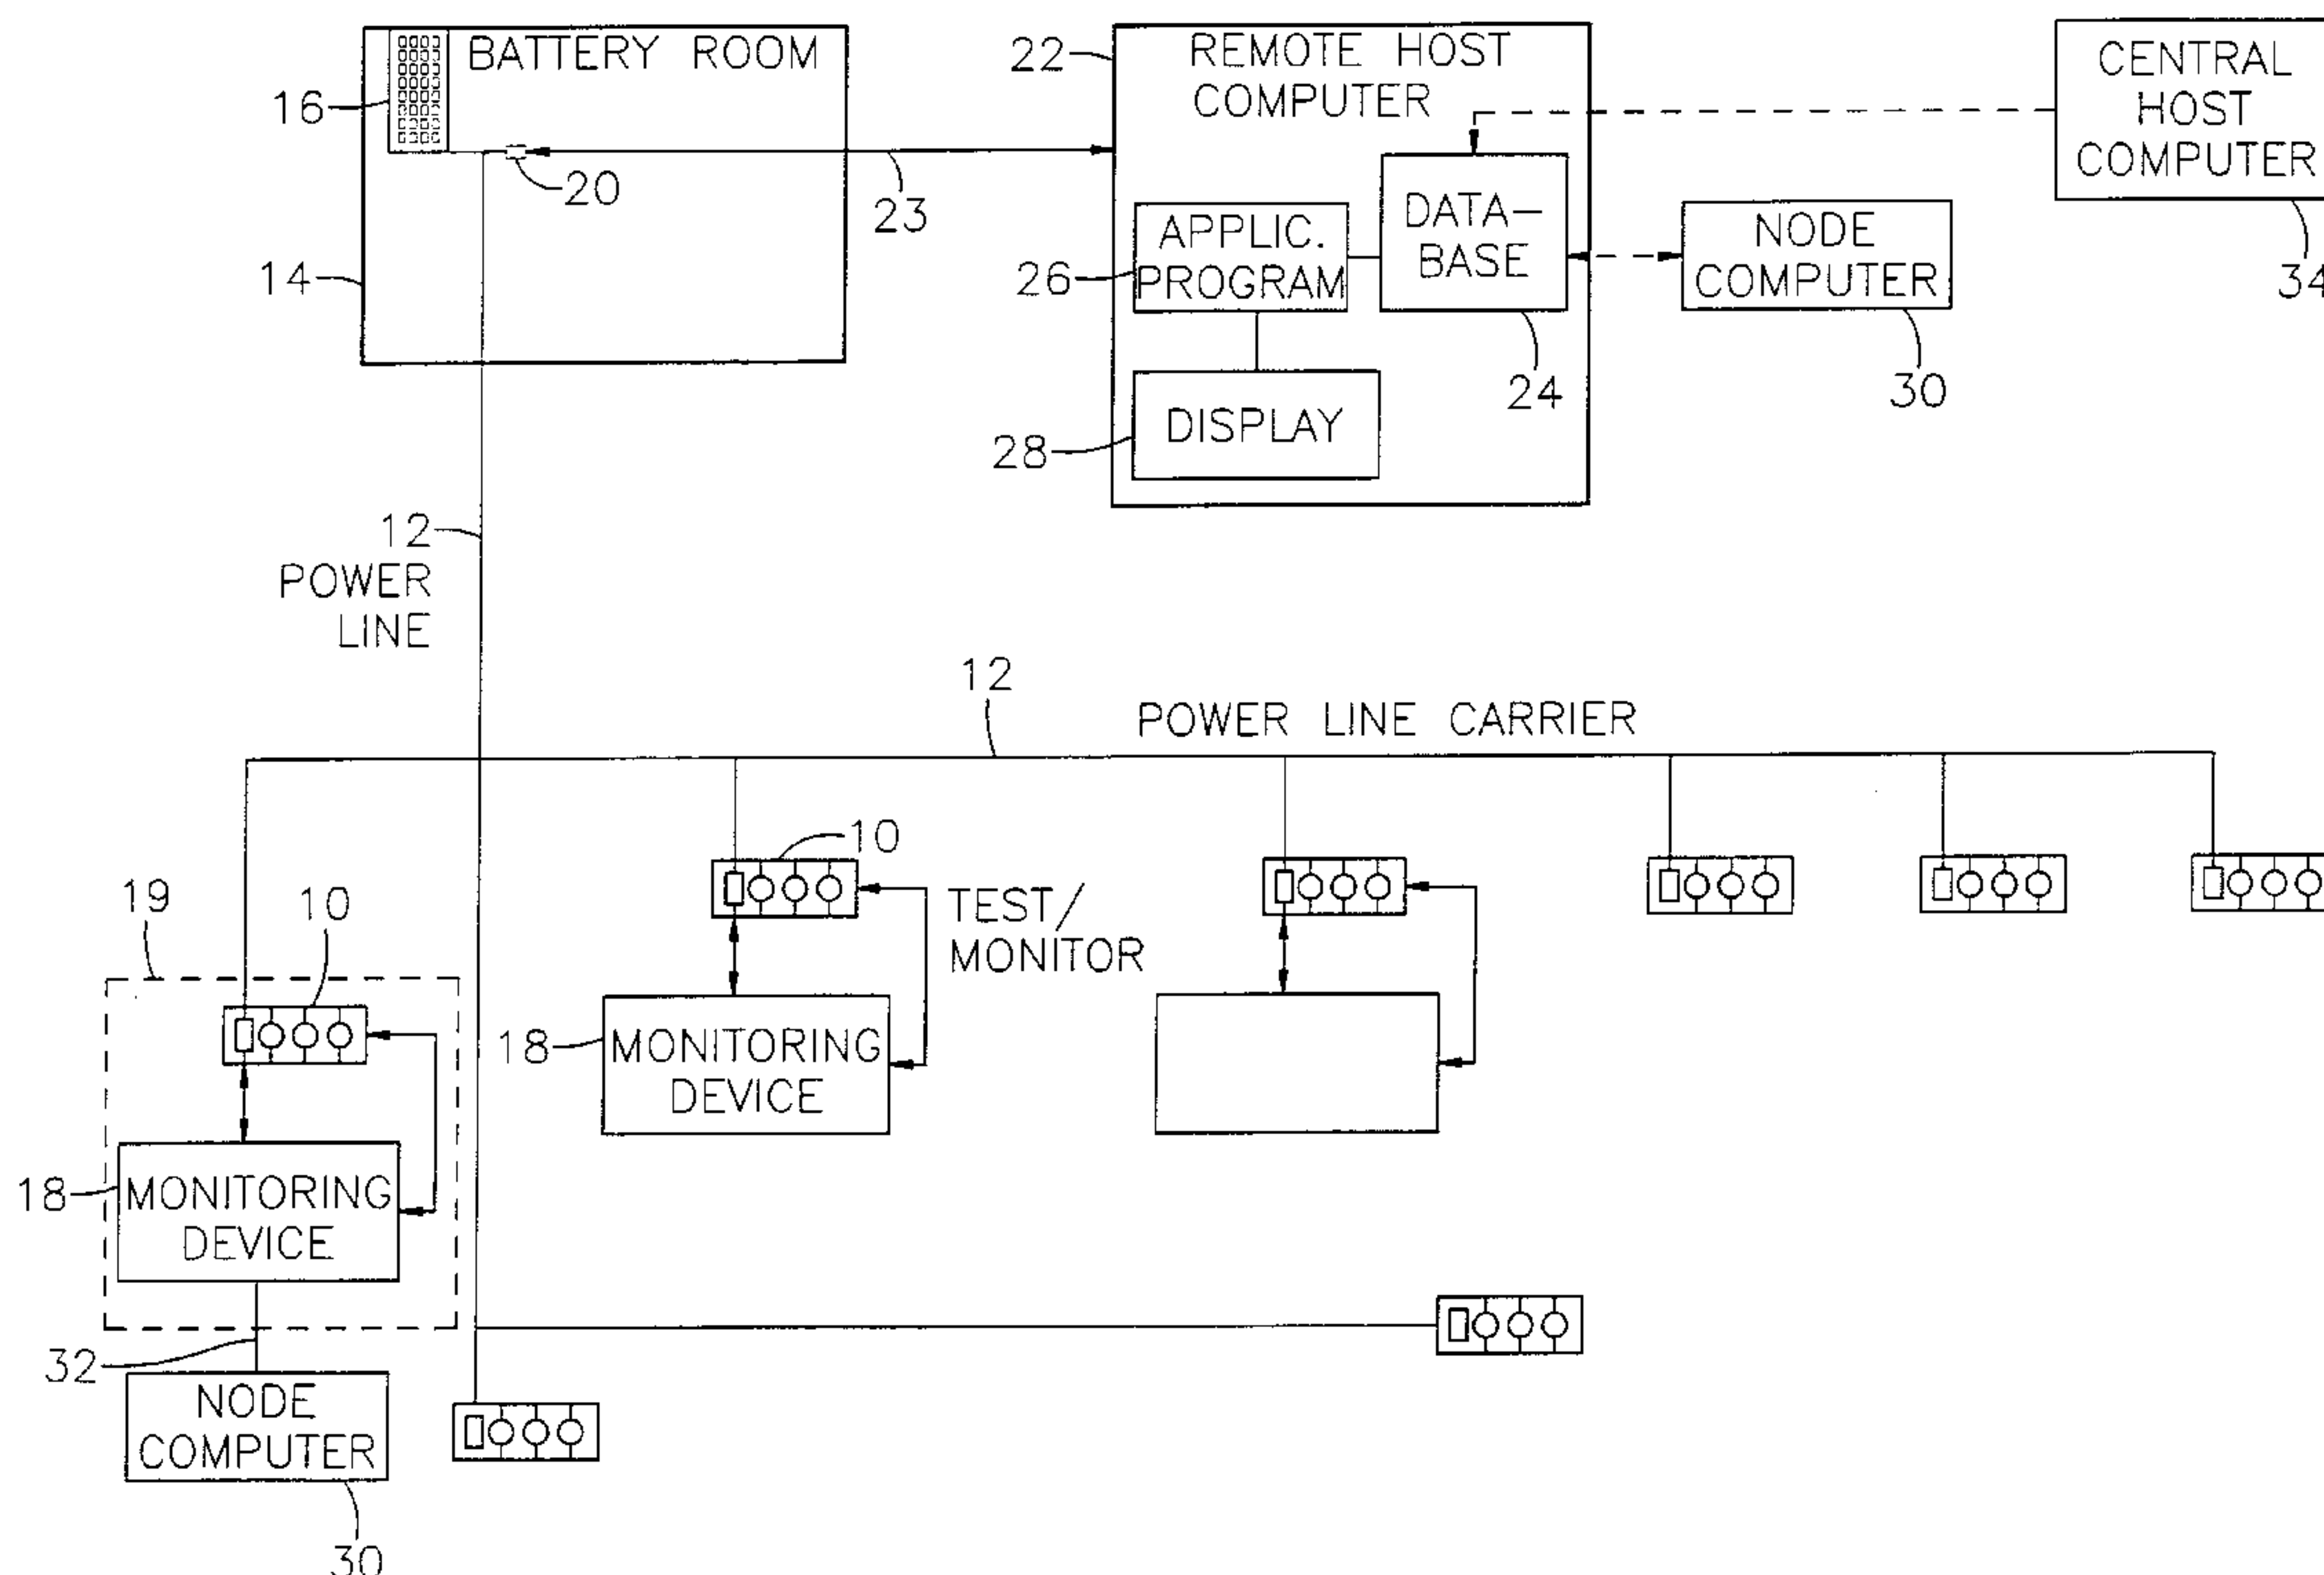 BATTERY ROOM
16
20
14
23
22
REMOTE HOST
COMPUTER
DATA-
BASE
APPLIC.
PROGRAM
26
24
DISPLAY
28
NODE
COMPUTER
30
CENTRAL
HOST
COMPUTER
34
12
POWER
LINE
12
POWER LINE CARRIER
10
TEST/
MONITOR
19
10
18
MONITORING
DEVICE
18
MONITORING
DEVICE
32
NODE
COMPUTER
30